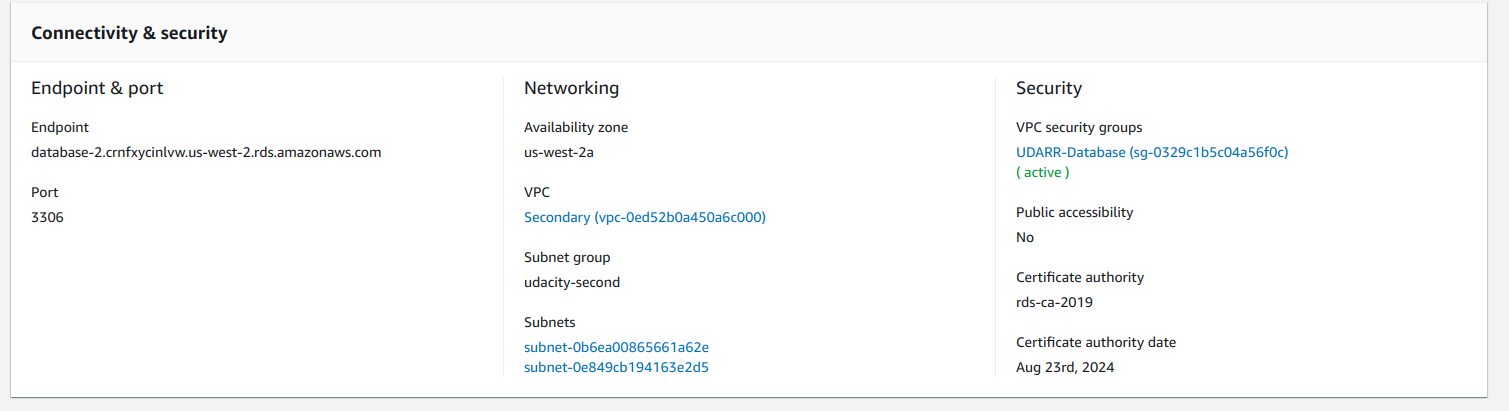 Connectivity & security
Endpoint & port
Endpoint
database-2.crnfxycinlvw.us-west-2.rds.amazonaws.com
Port
3306
Networking
Availability zone
us-west-2a
VPC
Secondary (vpc-0ed52b0a450a6c000)
Subnet group
udacity-second
Subnets
subnet-0b6ea00865661a62e
subnet-0e849cb194163e2d5
Security
VPC security groups
UDARR-Database (sg-0329c1b5c04a56f0c)
( active )
Public accessibility
No
Certificate authority
rds-ca-2019
Certificate authority date
Aug 23rd, 2024